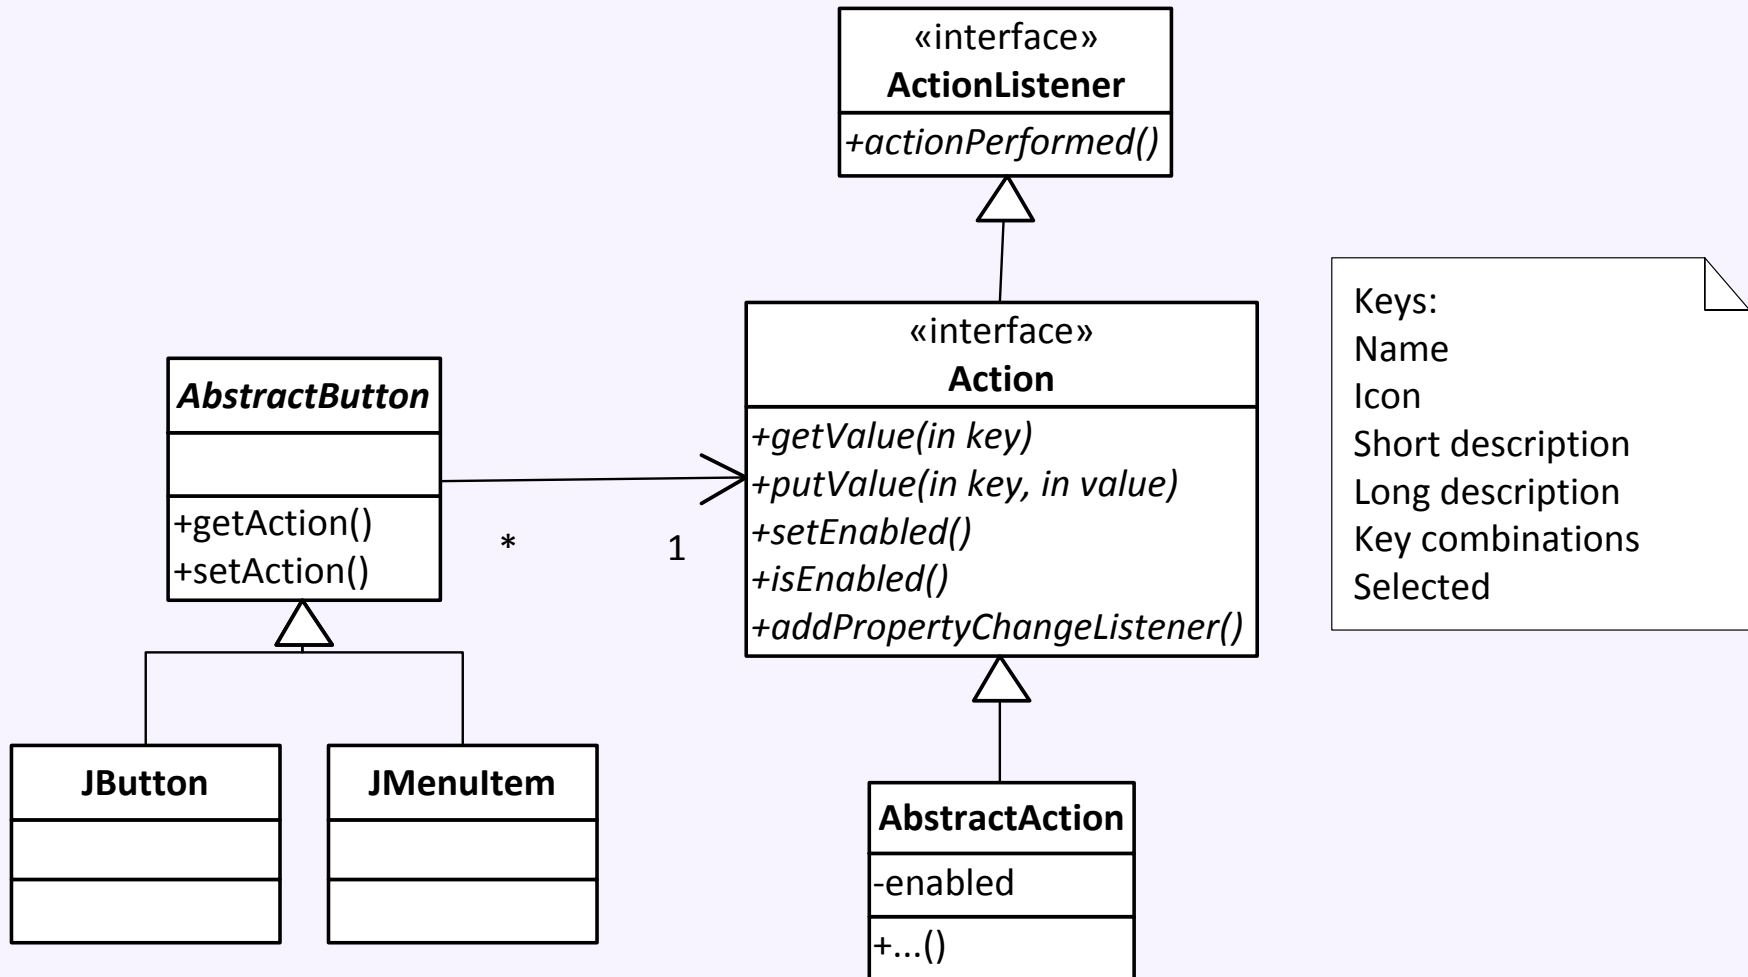 «interface»
ActionListener
+actionPerformed()
«interface»
Action
+getValue(in key)
+putValue(in key, in value)
+setEnabled()
+isEnabled()
+addPropertyChangeListener()
Keys:
Name
Icon
Short description
Long description
Key combinations
Selected
AbstractButton
+getAction()
+setAction()
*
1
JButton
JMenuItem
AbstractAction
-enabled
+...()